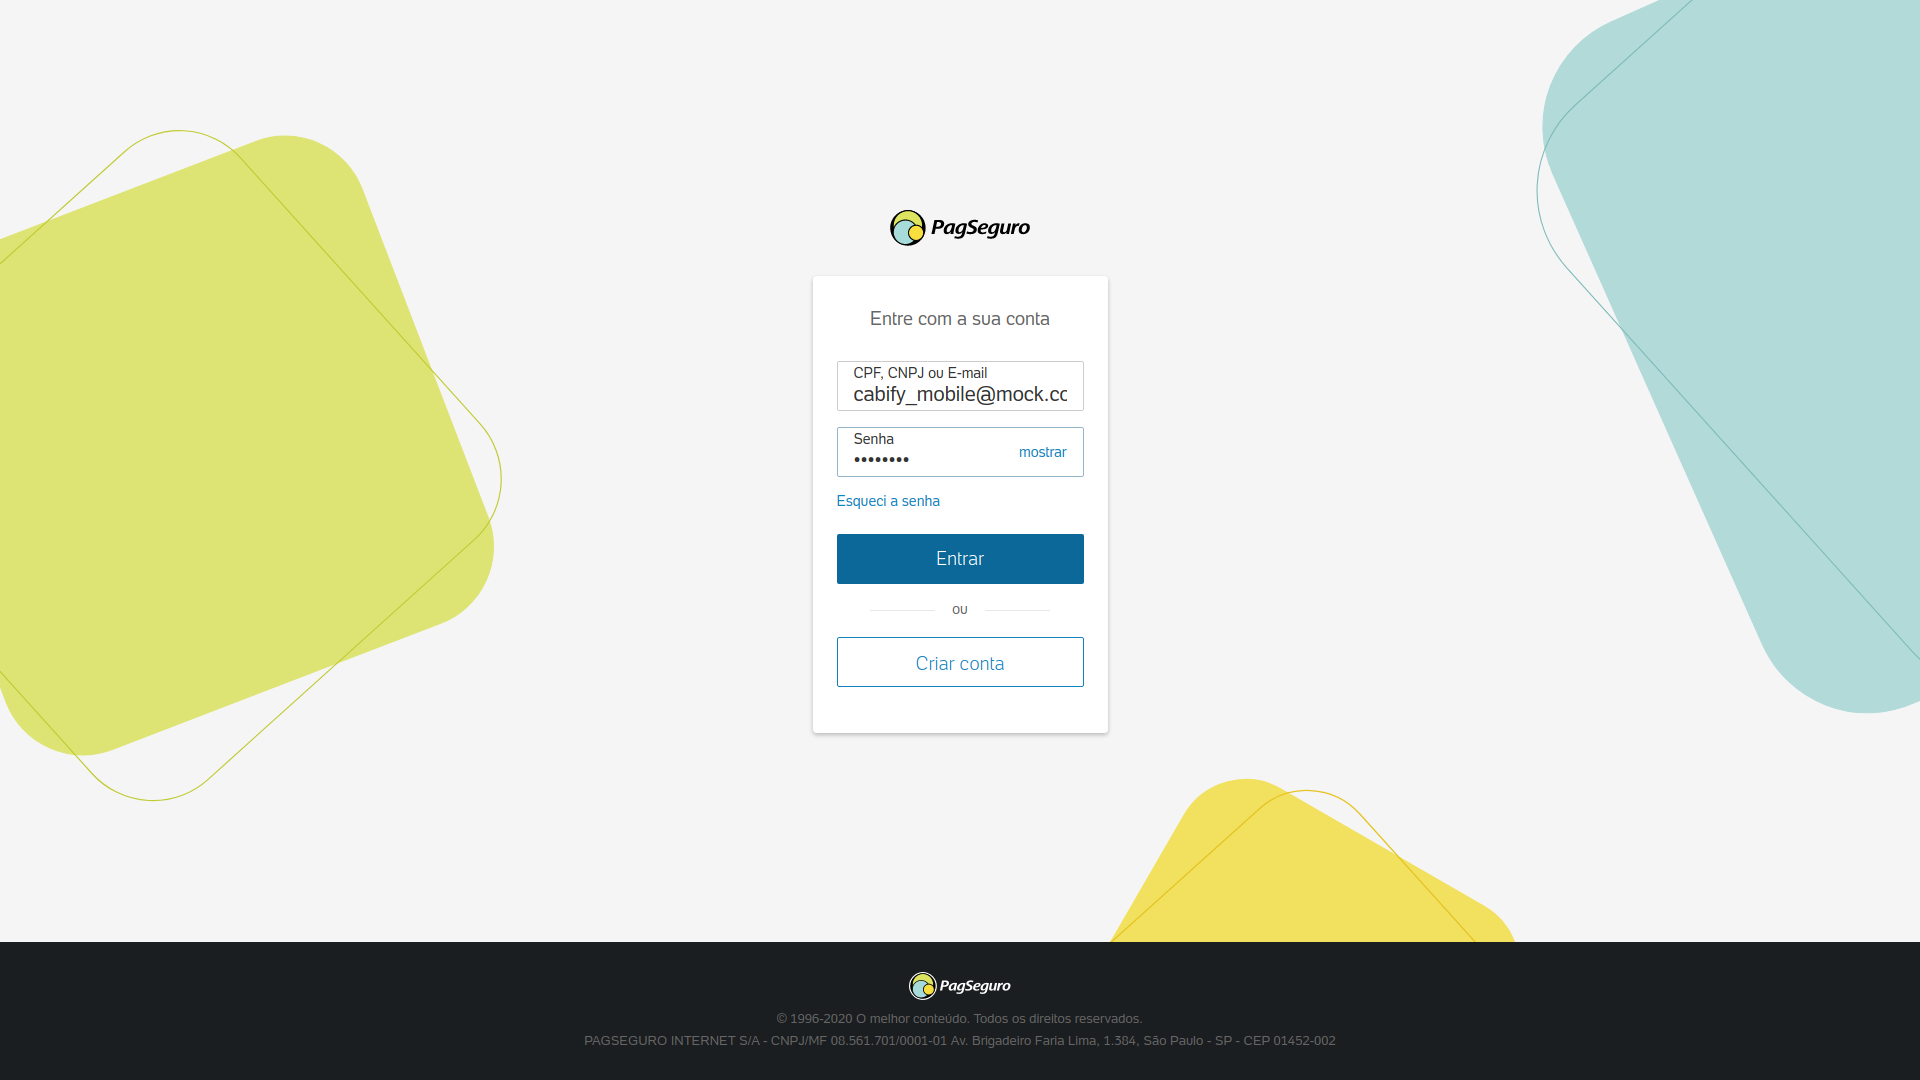 PagSeguro
Entre com a sua conta
CPF, CNPJ ou E-mail
cabify_mobile@mock.cc
Senha
••••••••
mostrar
Esqueci a senha
Entrar
ou
Criar conta
PagSeguro
© 1996-2020 O melhor conteúdo. Todos os direitos reservados.
PAGSEGURO INTERNET S/A - CNPJ/MF 08.561.701/0001-01 Av. Brigadeiro Faria Lima, 1.384, São Paulo - SP - CEP 01452-002